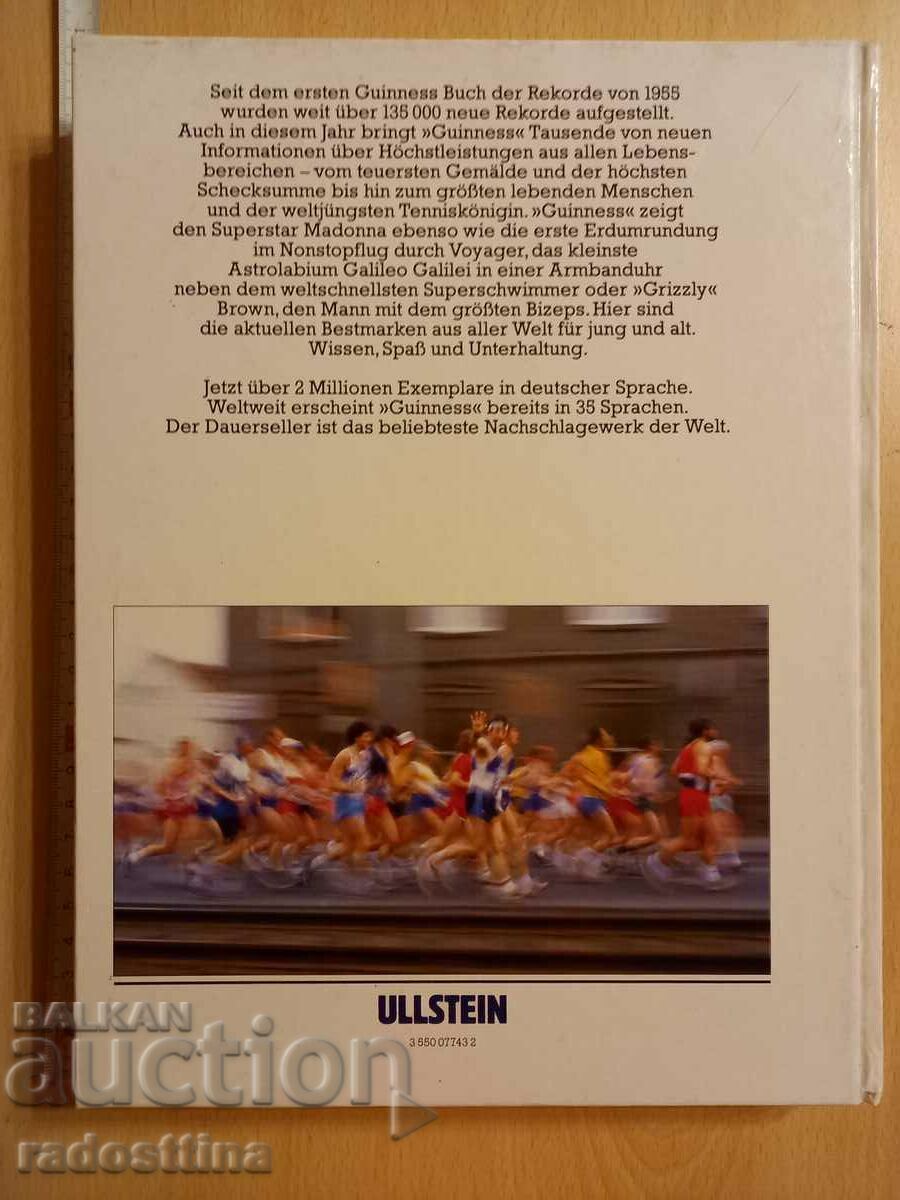 Seit dem ersten Guinness Buch der Rekorde von 1955
wurden weit über 135 000 neue Rekorde aufgestellt.
Auch in diesem Jahr bringt »Guinness« Tausende von neuen
Informationen über Höchstleistungen aus allen Lebens-
bereichen – vom teuersten Gemälde und der höchsten
Schecksumme bis hin zum größten lebenden Menschen
und der weltjüngsten Tenniskönigin. »Guinness« zeigt
den Superstar Madonna ebenso wie die erste Erdumrundung
im Nonstopflug durch Voyager, das kleinste
Astrolabium Galileo Galilei in einer Armbanduhr
neben dem weltschnellsten Superschwimmer oder »Grizzly«
Brown, den Mann mit dem größten Bizeps. Hier sind
die aktuellen Bestmarken aus aller Welt für jung und alt.
Wissen, Spaß und Unterhaltung.
Jetzt über 2 Millionen Exemplare in deutscher Sprache.
Weltweit erscheint »Guinness« bereits in 35 Sprachen.
Der Dauerseller ist das beliebteste Nachschlagewerk der Welt.
ULLSTEIN
3 550 07743 2
BALKAN
auction
radosttina